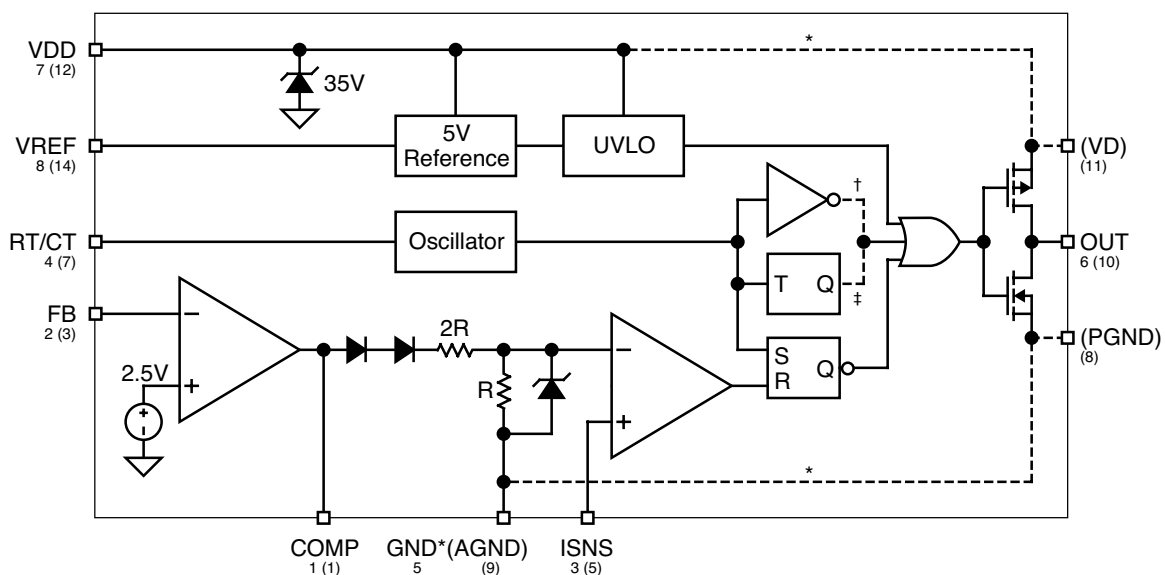 VDD
7 (12)
*
35V
VREF
8 (14)
5V
Reference
UVLO
(VD)
(11)
†
RT/CT
4 (7)
Oscillator
OUT
6 (10)
T Q
‡
FB
2 (3)
−
2R
2.5V
+
+
-
R
−
+
S
R
Q
(PGND)
(8)
*
COMP
1 (1)
GND*(AGND)
5 (9)
ISNS
3 (5)